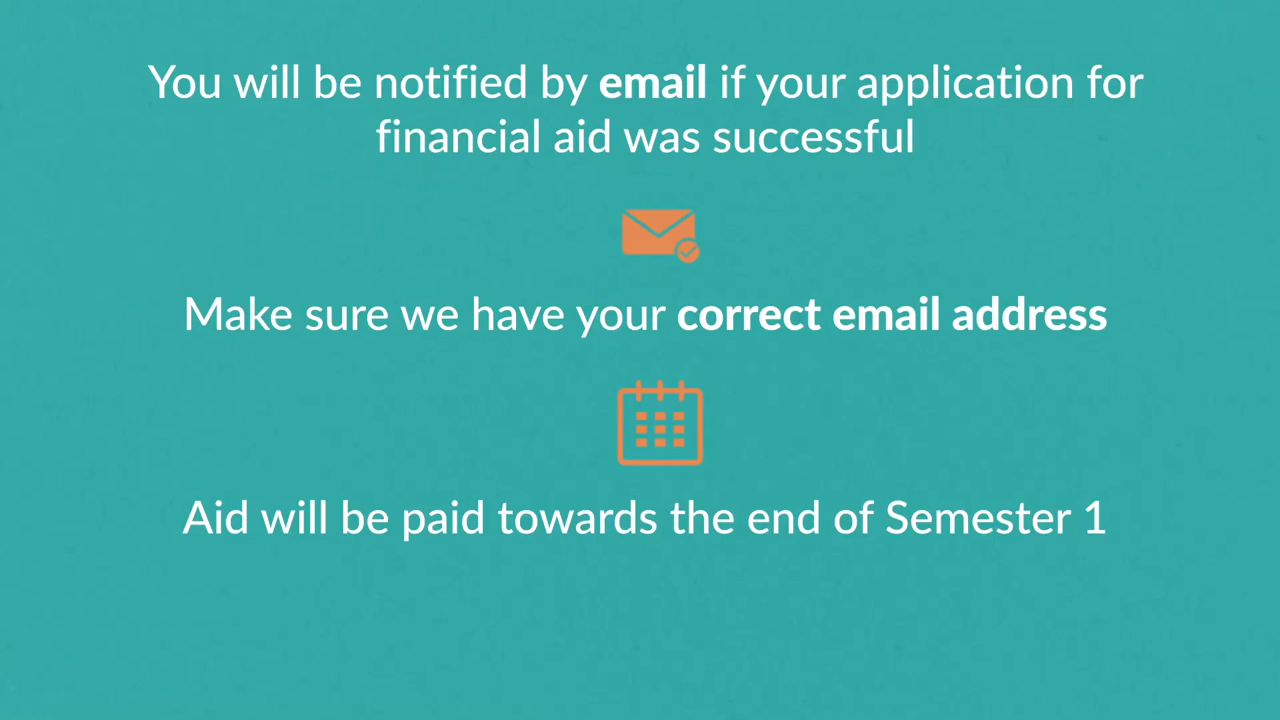 You will be notified by email if your application for
financial aid was successful
Make sure we have your correct email address
Aid will be paid towards the end of Semester 1